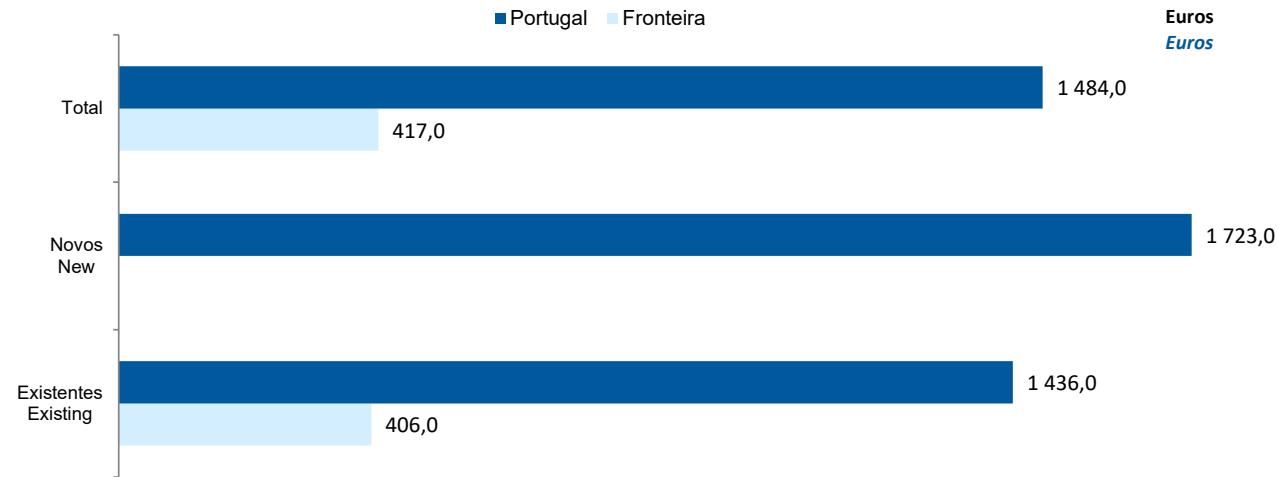 Portugal Fronteira
Euros
Euros
Total
1 484,0
417,0
Novos
New
1 723,0
Existentes
Existing
1 436,0
406,0